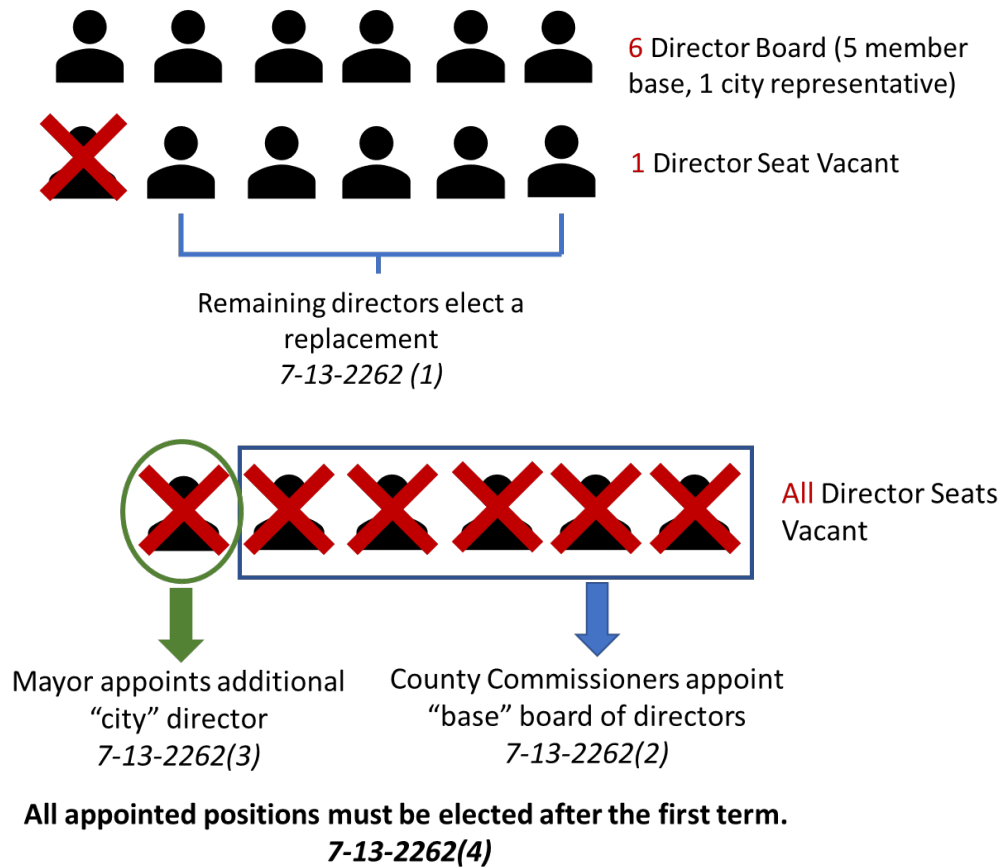 6 Director Board (5 member
base, 1 city representative)
1 Director Seat Vacant
Remaining directors elect a
replacement
7-13-2262 (1)
All Director Seats
Vacant
Mayor appoints additional
“city” director
7-13-2262(3)
County Commissioners appoint
“base” board of directors
7-13-2262(2)
All appointed positions must be elected after the first term.
7-13-2262(4)